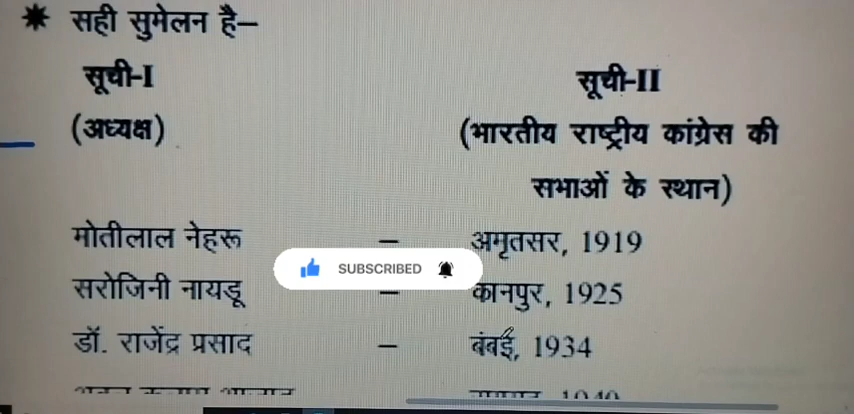 ✷ सही सुमेलन है–
सूची-I सूची-II
(अध्यक्ष) (भारतीय राष्ट्रीय कांग्रेस की
सभाओं के स्थान)
मोतीलाल नेहरू – अमृतसर, 1919
SUBSCRIBED
सरोजिनी नायडू – कानपुर, 1925
डॉ. राजेंद्र प्रसाद – बंबई, 1934